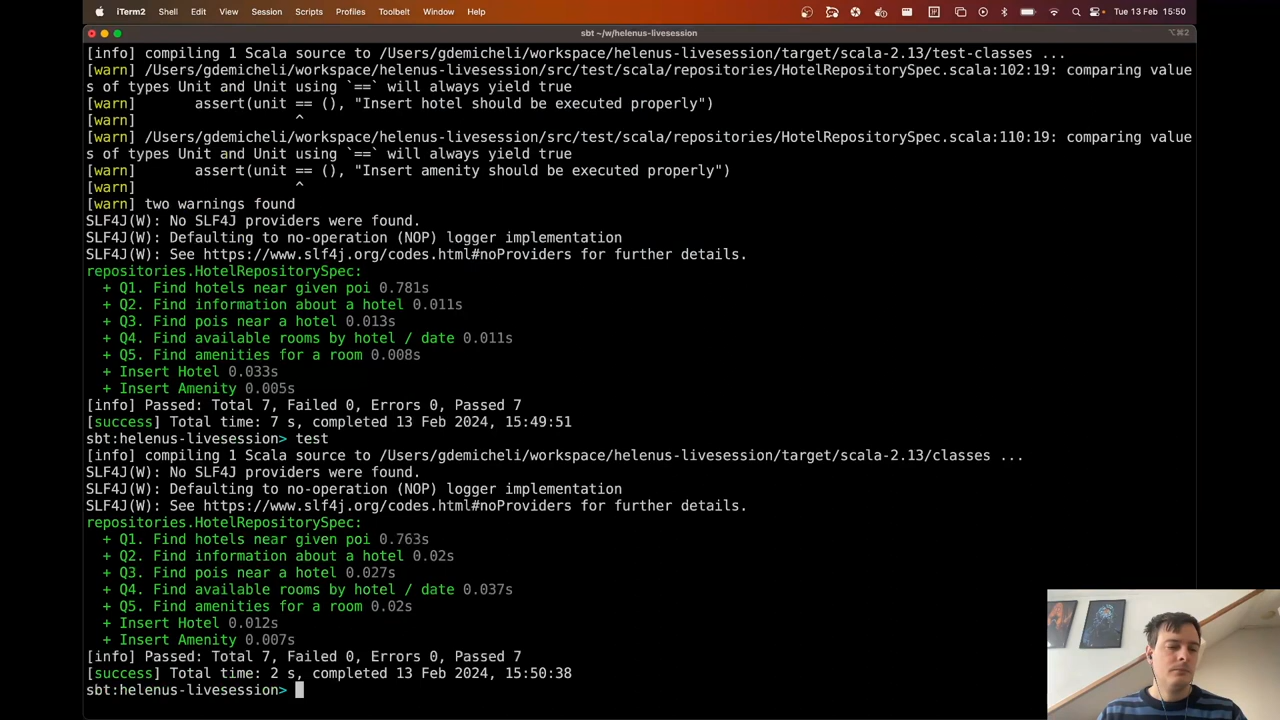 iTerm2 Shell Edit View Session Scripts Profiles Toolbelt Window Help Tue 13 Feb 15:50
sbt ~/w/helenus-livesession ⌥⌘2
[info] compiling 1 Scala source to /Users/gdemicheli/workspace/helenus-livesession/target/scala-2.13/test-classes ...
[warn] /Users/gdemicheli/workspace/helenus-livesession/src/test/scala/repositories/HotelRepositorySpec.scala:102:19: comparing value
s of types Unit and Unit using `==` will always yield true
[warn]       assert(unit == (), "Insert hotel should be executed properly")
[warn]                   ^
[warn] /Users/gdemicheli/workspace/helenus-livesession/src/test/scala/repositories/HotelRepositorySpec.scala:110:19: comparing value
s of types Unit and Unit using `==` will always yield true
[warn]       assert(unit == (), "Insert amenity should be executed properly")
[warn]                   ^
[warn] two warnings found
SLF4J(W): No SLF4J providers were found.
SLF4J(W): Defaulting to no-operation (NOP) logger implementation
SLF4J(W): See https://www.slf4j.org/codes.html#noProviders for further details.
repositories.HotelRepositorySpec:
  + Q1. Find hotels near given poi 0.781s
  + Q2. Find information about a hotel 0.011s
  + Q3. Find pois near a hotel 0.013s
  + Q4. Find available rooms by hotel / date 0.011s
  + Q5. Find amenities for a room 0.008s
  + Insert Hotel 0.033s
  + Insert Amenity 0.005s
[info] Passed: Total 7, Failed 0, Errors 0, Passed 7
[success] Total time: 7 s, completed 13 Feb 2024, 15:49:51
sbt:helenus-livesession> test
[info] compiling 1 Scala source to /Users/gdemicheli/workspace/helenus-livesession/target/scala-2.13/classes ...
SLF4J(W): No SLF4J providers were found.
SLF4J(W): Defaulting to no-operation (NOP) logger implementation
SLF4J(W): See https://www.slf4j.org/codes.html#noProviders for further details.
repositories.HotelRepositorySpec:
  + Q1. Find hotels near given poi 0.763s
  + Q2. Find information about a hotel 0.02s
  + Q3. Find pois near a hotel 0.027s
  + Q4. Find available rooms by hotel / date 0.037s
  + Q5. Find amenities for a room 0.02s
  + Insert Hotel 0.012s
  + Insert Amenity 0.007s
[info] Passed: Total 7, Failed 0, Errors 0, Passed 7
[success] Total time: 2 s, completed 13 Feb 2024, 15:50:38
sbt:helenus-livesession>